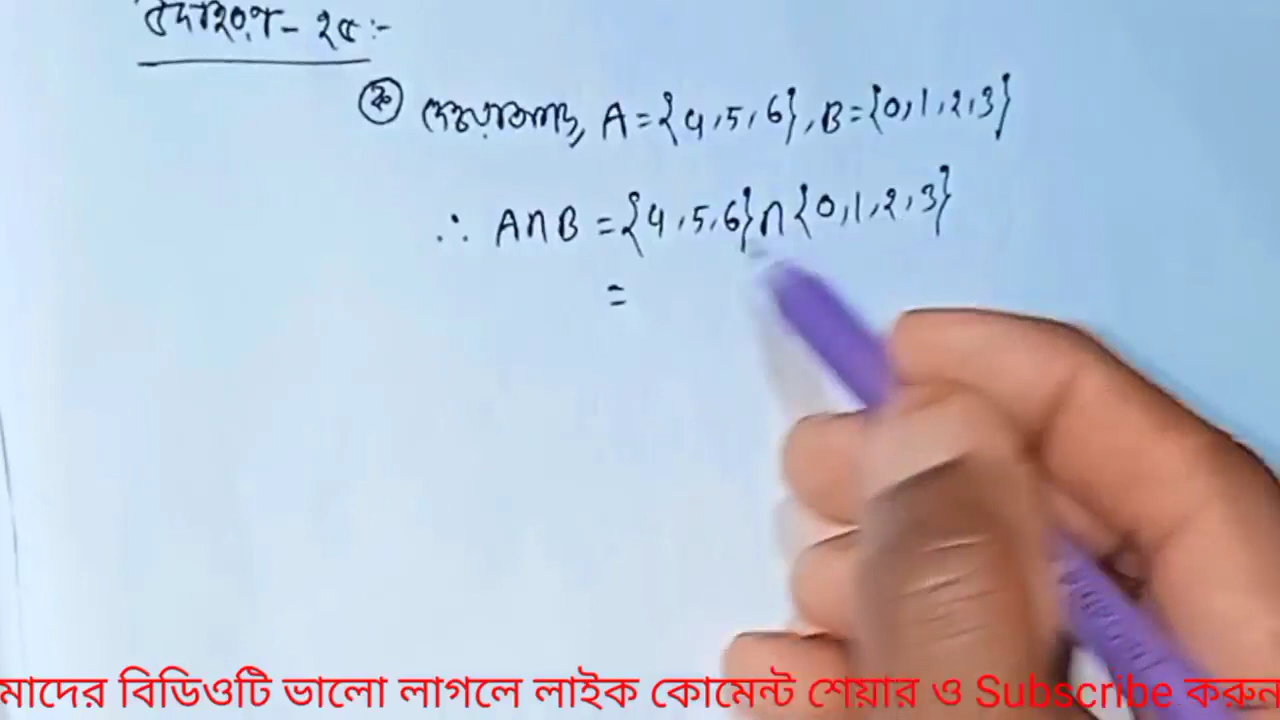 উদাহরণ - ২৫ :-
ক দেওয়া আছে, A = {4, 5, 6}, B = {0, 1, 2, 3}
∴ A∩B = {4, 5, 6} ∩ {0, 1, 2, 3}
=
মাদের বিডিওটি ভালো লাগলে লাইক কোমেন্ট শেয়ার ও Subscribe করুন